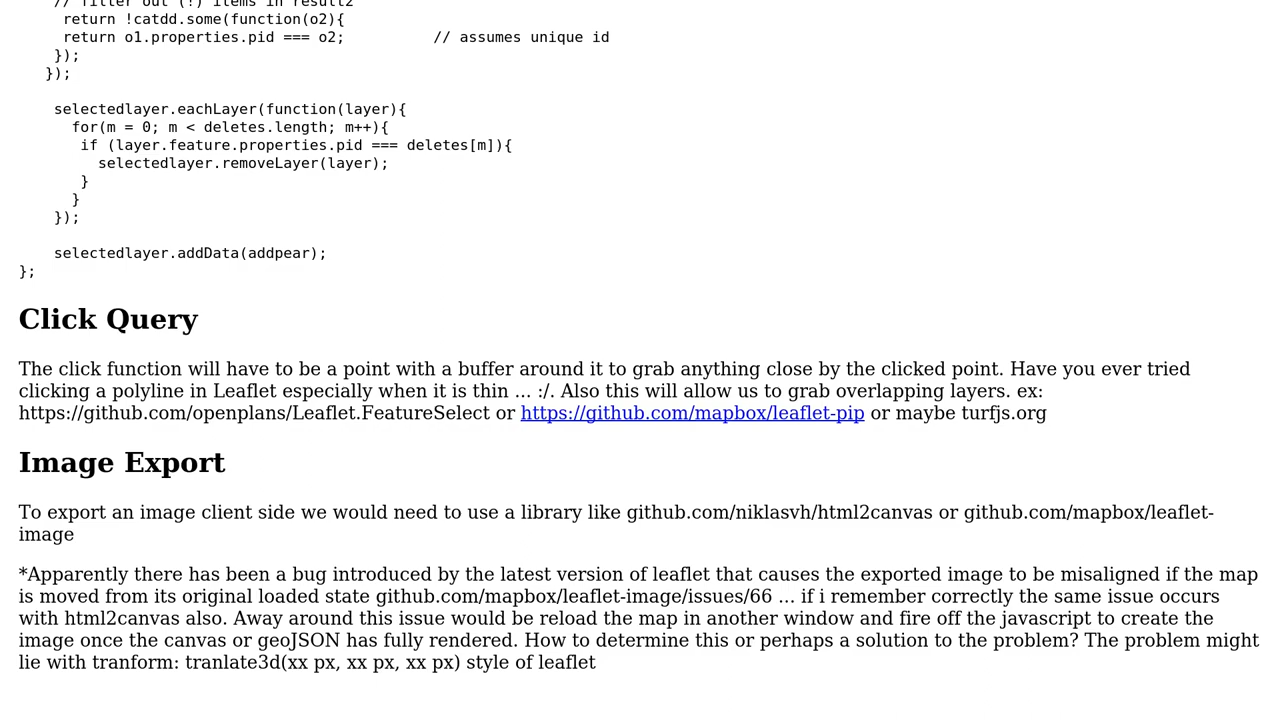 // filter out (!) items in result2
return !catdd.some(function(o2){
return o1.properties.pid === o2;          // assumes unique id
});
});
selectedlayer.eachLayer(function(layer){
for(m = 0; m < deletes.length; m++){
if (layer.feature.properties.pid === deletes[m]){
selectedlayer.removeLayer(layer);
}
}
});
selectedlayer.addData(addpear);
};
Click Query
The click function will have to be a point with a buffer around it to grab anything close by the clicked point. Have you ever tried
clicking a polyline in Leaflet especially when it is thin ... :/. Also this will allow us to grab overlapping layers. ex:
https://github.com/openplans/Leaflet.FeatureSelect or https://github.com/mapbox/leaflet-pip or maybe turfjs.org
Image Export
To export an image client side we would need to use a library like github.com/niklasvh/html2canvas or github.com/mapbox/leaflet-
image
*Apparently there has been a bug introduced by the latest version of leaflet that causes the exported image to be misaligned if the map
is moved from its original loaded state github.com/mapbox/leaflet-image/issues/66 ... if i remember correctly the same issue occurs
with html2canvas also. Away around this issue would be reload the map in another window and fire off the javascript to create the
image once the canvas or geoJSON has fully rendered. How to determine this or perhaps a solution to the problem? The problem might
lie with tranform: tranlate3d(xx px, xx px, xx px) style of leaflet